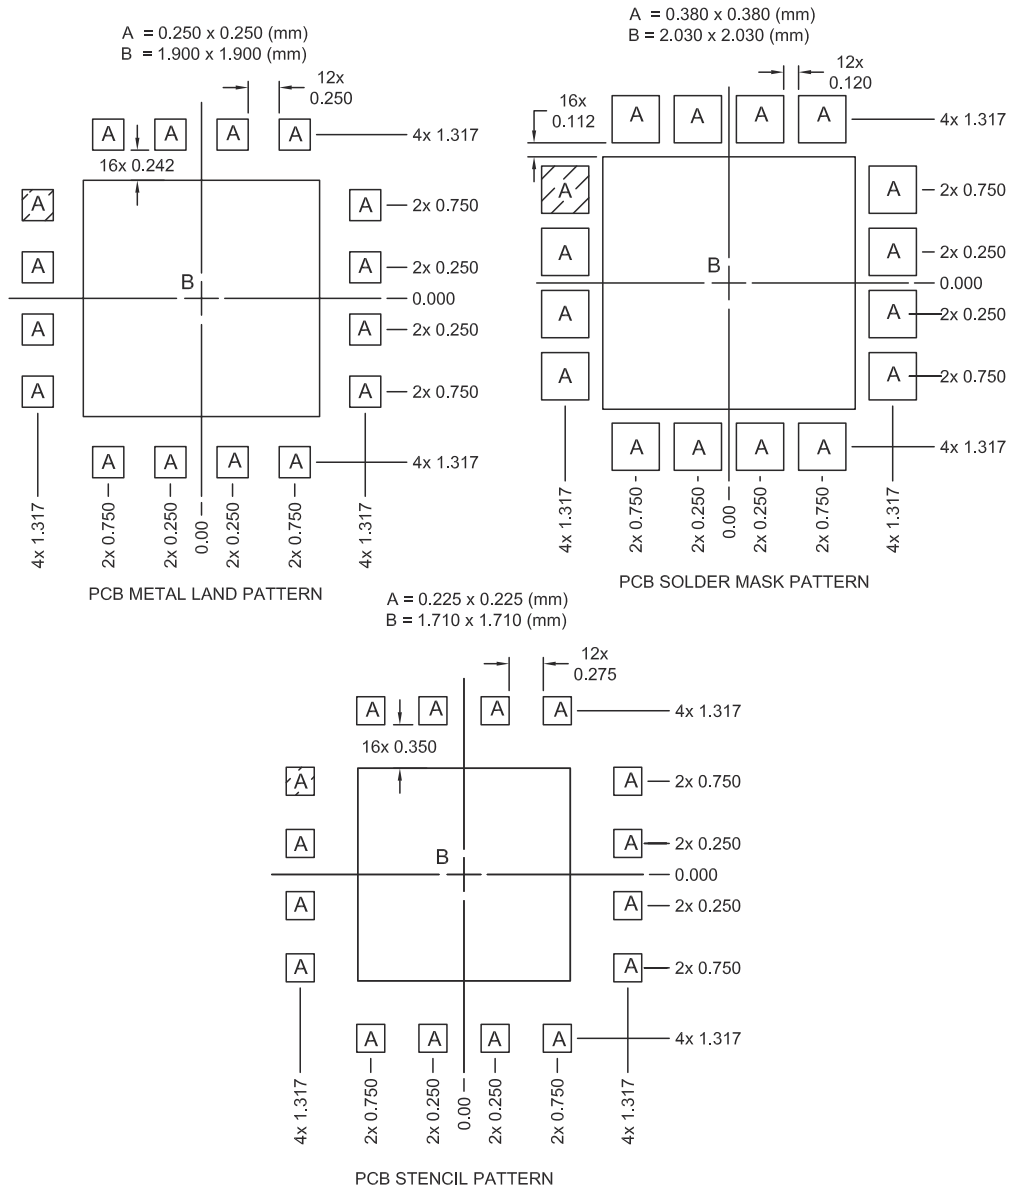 A = 0.250 x 0.250 (mm)
B = 1.900 x 1.900 (mm)
12x
0.250
A
A
A
A
4x 1.317
16x 0.242
A
A
2x 0.750
A
A
2x 0.250
B
0.000
A
A
2x 0.250
A
A
2x 0.750
A
A
A
A
4x 1.317
4x 1.317
2x 0.750
2x 0.250
0.00
2x 0.250
2x 0.750
4x 1.317
PCB METAL LAND PATTERN
A = 0.380 x 0.380 (mm)
B = 2.030 x 2.030 (mm)
12x
0.120
16x
0.112
A
A
A
A
4x 1.317
A
A
2x 0.750
A
A
2x 0.250
B
0.000
A
A
2x 0.250
A
A
2x 0.750
A
A
A
A
4x 1.317
4x 1.317
2x 0.750
2x 0.250
0.00
2x 0.250
2x 0.750
4x 1.317
PCB SOLDER MASK PATTERN
A = 0.225 x 0.225 (mm)
B = 1.710 x 1.710 (mm)
12x
0.275
A
A
A
A
4x 1.317
16x 0.350
A
A
2x 0.750
A
A
2x 0.250
B
0.000
A
A
2x 0.250
A
A
2x 0.750
A
A
A
A
4x 1.317
4x 1.317
2x 0.750
2x 0.250
0.00
2x 0.250
2x 0.750
4x 1.317
PCB STENCIL PATTERN